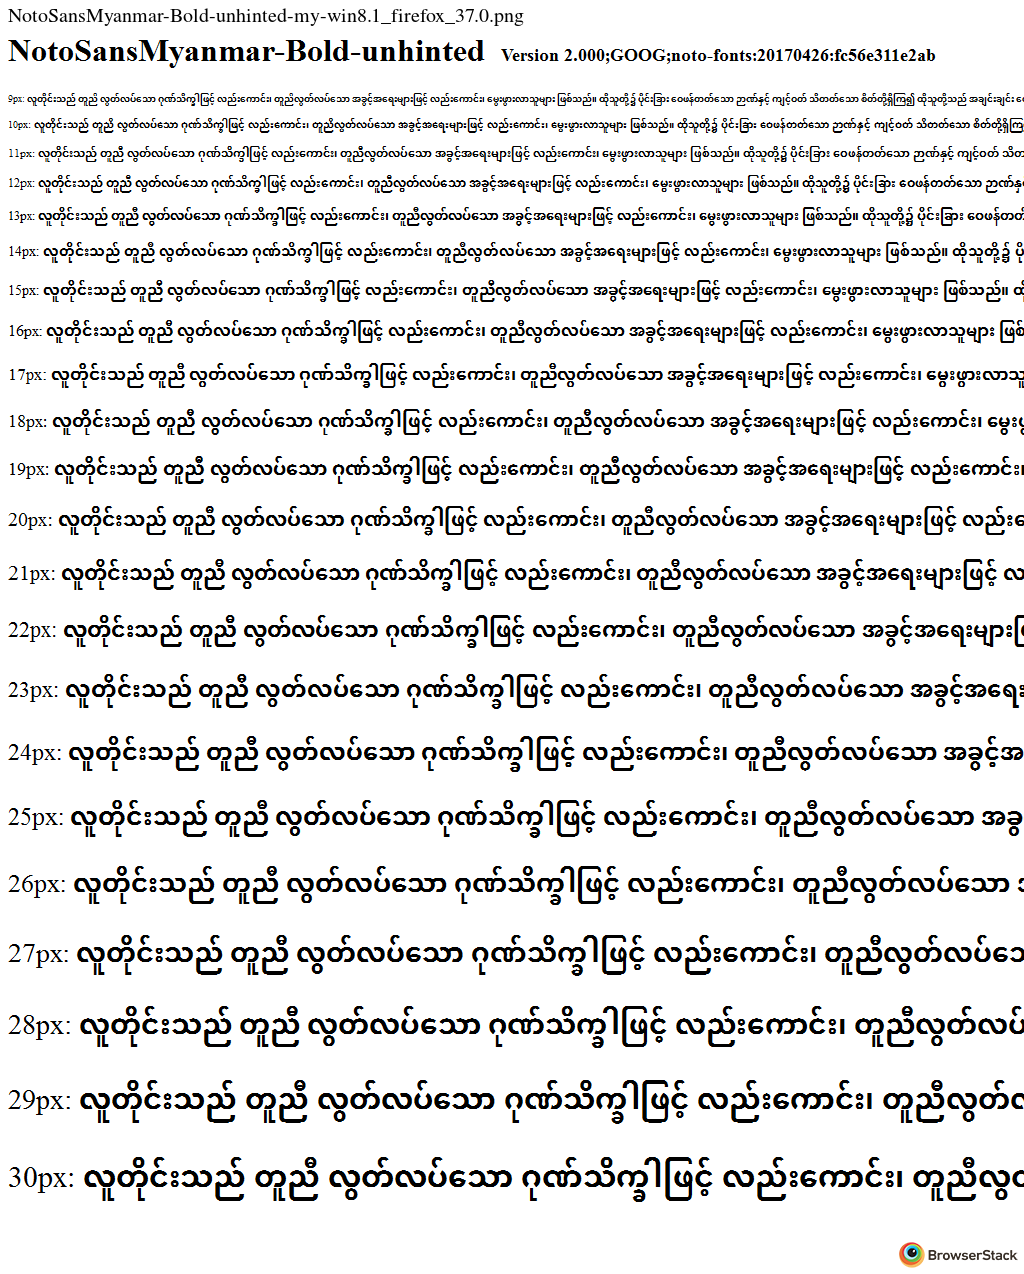 NotoSansMyanmar-Bold-unhinted-my-win8.1_firefox_37.0.png
NotoSansMyanmar-Bold-unhinted Version 2.000;GOOG;noto-fonts:20170426:fc56e311e2ab
9px: လူတိုင်းသည် တူညီ လွတ်လပ်သော ဂုဏ်သိက္ခါဖြင့် လည်းကောင်း၊ တူညီလွတ်လပ်သော အခွင့်အရေးများဖြင့် လည်းကောင်း၊ မွေးဖွားလာသူများ ဖြစ်သည်။ ထိုသူတို့၌ ပိုင်းခြား ဝေဖန်တတ်သော ဉာဏ်နှင့် ကျင့်ဝတ် သိတတ်သော စိတ်တို့ရှိကြ၍ ထိုသူတို့သည် အချင်းချင်း
10px: လူတိုင်းသည် တူညီ လွတ်လပ်သော ဂုဏ်သိက္ခါဖြင့် လည်းကောင်း၊ တူညီလွတ်လပ်သော အခွင့်အရေးများဖြင့် လည်းကောင်း၊ မွေးဖွားလာသူများ ဖြစ်သည်။ ထိုသူတို့၌ ပိုင်းခြား ဝေဖန်တတ်သော ဉာဏ်နှင့် ကျင့်ဝတ် သိတတ်သော စိတ်တို့ရှိကြ
11px: လူတိုင်းသည် တူညီ လွတ်လပ်သော ဂုဏ်သိက္ခါဖြင့် လည်းကောင်း၊ တူညီလွတ်လပ်သော အခွင့်အရေးများဖြင့် လည်းကောင်း၊ မွေးဖွားလာသူများ ဖြစ်သည်။ ထိုသူတို့၌ ပိုင်းခြား ဝေဖန်တတ်သော ဉာဏ်နှင့် ကျင့်ဝတ် သိတ
12px: လူတိုင်းသည် တူညီ လွတ်လပ်သော ဂုဏ်သိက္ခါဖြင့် လည်းကောင်း၊ တူညီလွတ်လပ်သော အခွင့်အရေးများဖြင့် လည်းကောင်း၊ မွေးဖွားလာသူများ ဖြစ်သည်။ ထိုသူတို့၌ ပိုင်းခြား ဝေဖန်တတ်သော ဉာဏ်နှင
13px: လူတိုင်းသည် တူညီ လွတ်လပ်သော ဂုဏ်သိက္ခါဖြင့် လည်းကောင်း၊ တူညီလွတ်လပ်သော အခွင့်အရေးများဖြင့် လည်းကောင်း၊ မွေးဖွားလာသူများ ဖြစ်သည်။ ထိုသူတို့၌ ပိုင်းခြား ဝေဖန်တတ်
14px: လူတိုင်းသည် တူညီ လွတ်လပ်သော ဂုဏ်သိက္ခါဖြင့် လည်းကောင်း၊ တူညီလွတ်လပ်သော အခွင့်အရေးများဖြင့် လည်းကောင်း၊ မွေးဖွားလာသူများ ဖြစ်သည်။ ထိုသူတို့၌ ပိ
15px: လူတိုင်းသည် တူညီ လွတ်လပ်သော ဂုဏ်သိက္ခါဖြင့် လည်းကောင်း၊ တူညီလွတ်လပ်သော အခွင့်အရေးများဖြင့် လည်းကောင်း၊ မွေးဖွားလာသူများ ဖြစ်သည်။ ထိ
16px: လူတိုင်းသည် တူညီ လွတ်လပ်သော ဂုဏ်သိက္ခါဖြင့် လည်းကောင်း၊ တူညီလွတ်လပ်သော အခွင့်အရေးများဖြင့် လည်းကောင်း၊ မွေးဖွားလာသူများ ဖြစ်
17px: လူတိုင်းသည် တူညီ လွတ်လပ်သော ဂုဏ်သိက္ခါဖြင့် လည်းကောင်း၊ တူညီလွတ်လပ်သော အခွင့်အရေးများဖြင့် လည်းကောင်း၊ မွေးဖွားလာသူ
18px: လူတိုင်းသည် တူညီ လွတ်လပ်သော ဂုဏ်သိက္ခါဖြင့် လည်းကောင်း၊ တူညီလွတ်လပ်သော အခွင့်အရေးများဖြင့် လည်းကောင်း၊ မွေးဖွ
19px: လူတိုင်းသည် တူညီ လွတ်လပ်သော ဂုဏ်သိက္ခါဖြင့် လည်းကောင်း၊ တူညီလွတ်လပ်သော အခွင့်အရေးများဖြင့် လည်းကောင်း၊
20px: လူတိုင်းသည် တူညီ လွတ်လပ်သော ဂုဏ်သိက္ခါဖြင့် လည်းကောင်း၊ တူညီလွတ်လပ်သော အခွင့်အရေးများဖြင့် လည်းေ
21px: လူတိုင်းသည် တူညီ လွတ်လပ်သော ဂုဏ်သိက္ခါဖြင့် လည်းကောင်း၊ တူညီလွတ်လပ်သော အခွင့်အရေးများဖြင့် လ
22px: လူတိုင်းသည် တူညီ လွတ်လပ်သော ဂုဏ်သိက္ခါဖြင့် လည်းကောင်း၊ တူညီလွတ်လပ်သော အခွင့်အရေးများဖြ
23px: လူတိုင်းသည် တူညီ လွတ်လပ်သော ဂုဏ်သိက္ခါဖြင့် လည်းကောင်း၊ တူညီလွတ်လပ်သော အခွင့်အရေး
24px: လူတိုင်းသည် တူညီ လွတ်လပ်သော ဂုဏ်သိက္ခါဖြင့် လည်းကောင်း၊ တူညီလွတ်လပ်သော အခွင့်အ
25px: လူတိုင်းသည် တူညီ လွတ်လပ်သော ဂုဏ်သိက္ခါဖြင့် လည်းကောင်း၊ တူညီလွတ်လပ်သော အခွ
26px: လူတိုင်းသည် တူညီ လွတ်လပ်သော ဂုဏ်သိက္ခါဖြင့် လည်းကောင်း၊ တူညီလွတ်လပ်သော
27px: လူတိုင်းသည် တူညီ လွတ်လပ်သော ဂုဏ်သိက္ခါဖြင့် လည်းကောင်း၊ တူညီလွတ်လပ်သော
28px: လူတိုင်းသည် တူညီ လွတ်လပ်သော ဂုဏ်သိက္ခါဖြင့် လည်းကောင်း၊ တူညီလွတ်လပ်
29px: လူတိုင်းသည် တူညီ လွတ်လပ်သော ဂုဏ်သိက္ခါဖြင့် လည်းကောင်း၊ တူညီလွတ်လ
30px: လူတိုင်းသည် တူညီ လွတ်လပ်သော ဂုဏ်သိက္ခါဖြင့် လည်းကောင်း၊ တူညီလွတ
BrowserStack